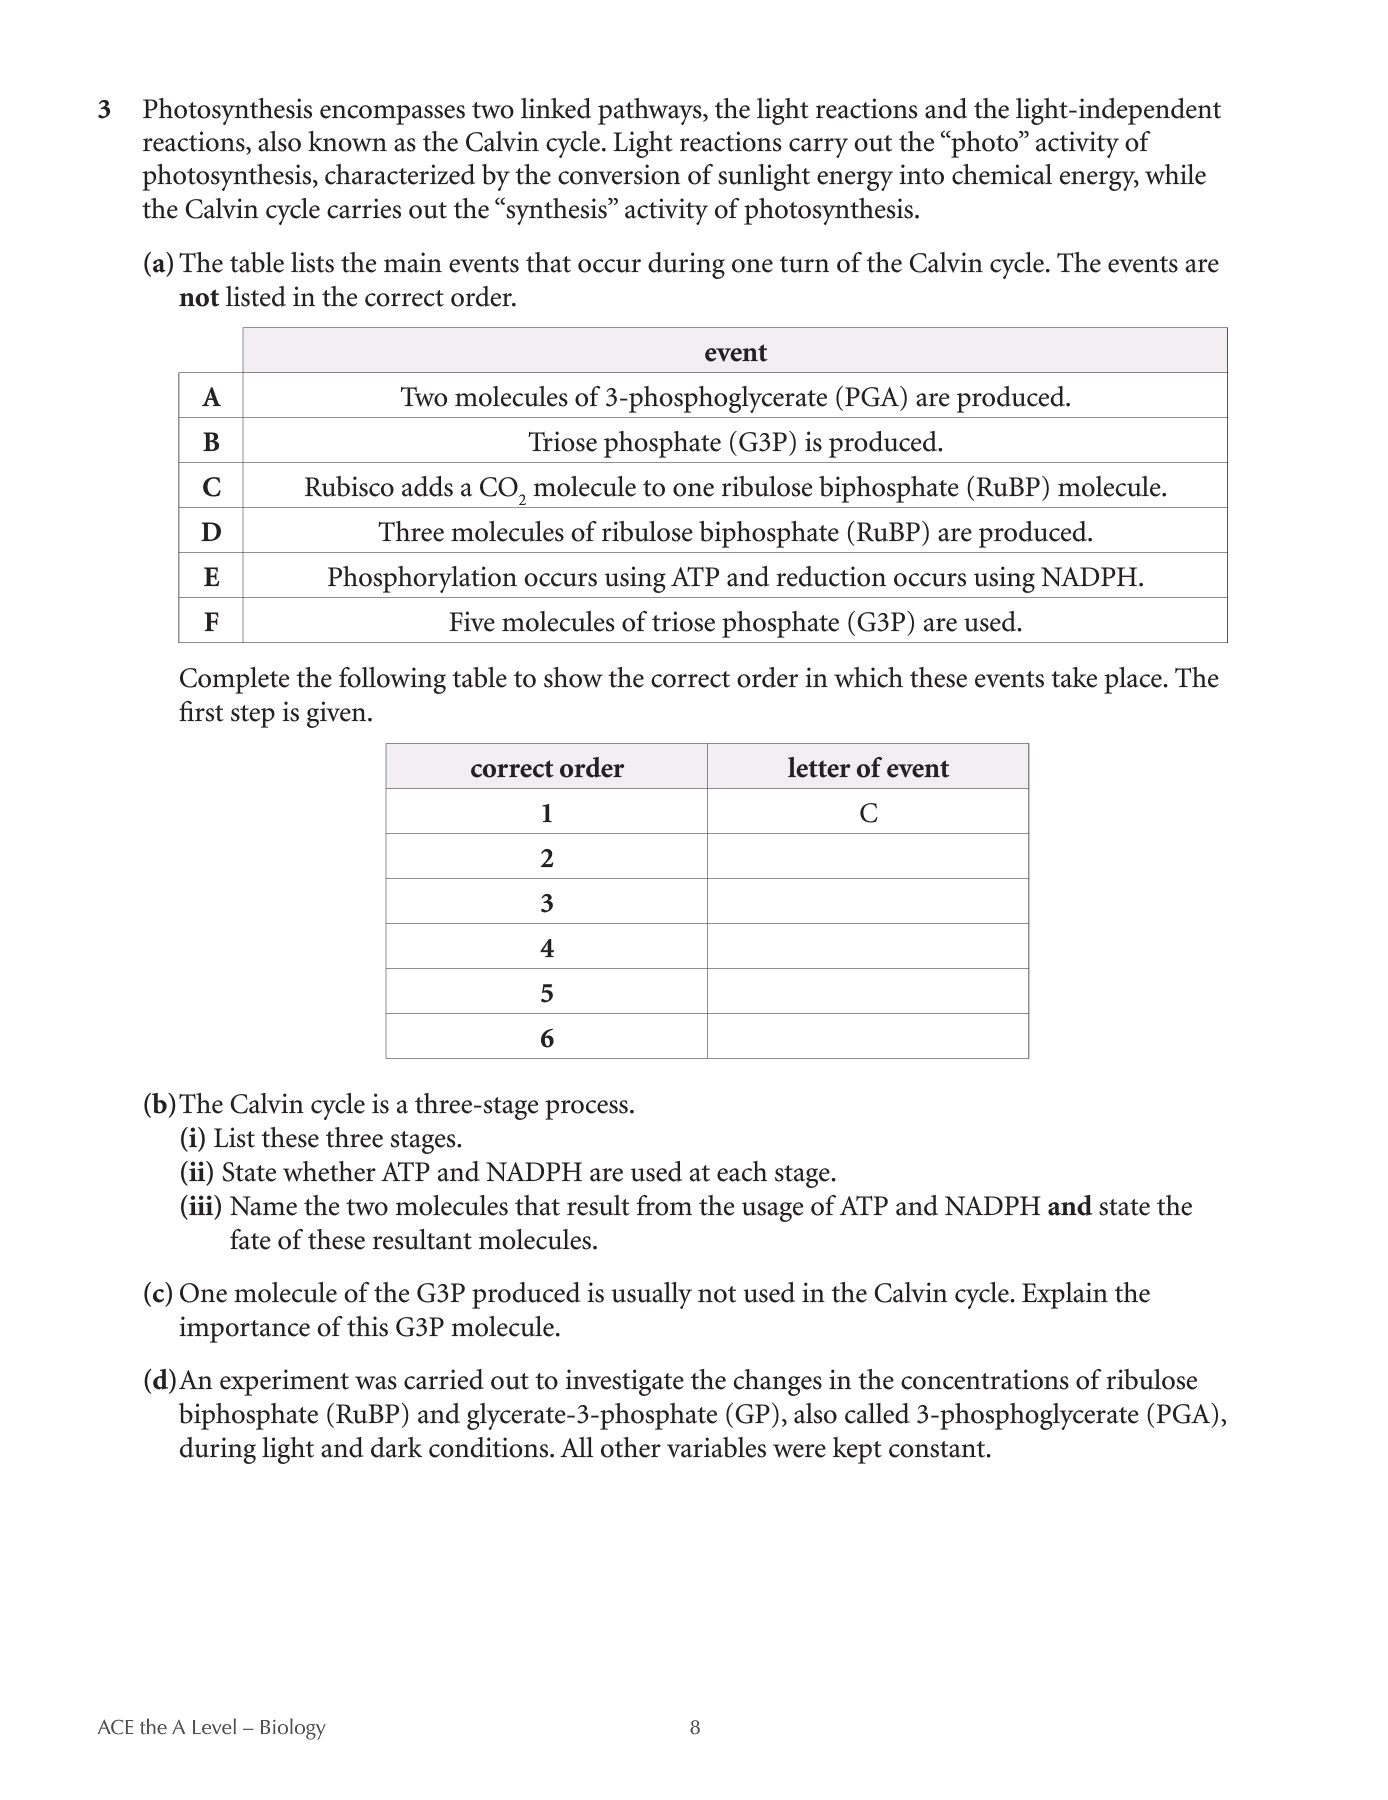 3 Photosynthesis encompasses two linked pathways, the light reactions and the light-independent
reactions, also known as the Calvin cycle. Light reactions carry out the “photo” activity of
photosynthesis, characterized by the conversion of sunlight energy into chemical energy, while
the Calvin cycle carries out the “synthesis” activity of photosynthesis.
(a) The table lists the main events that occur during one turn of the Calvin cycle. The events are
not listed in the correct order.
event
A Two molecules of 3-phosphoglycerate (PGA) are produced.
B Triose phosphate (G3P) is produced.
C Rubisco adds a CO2 molecule to one ribulose biphosphate (RuBP) molecule.
D Three molecules of ribulose biphosphate (RuBP) are produced.
E Phosphorylation occurs using ATP and reduction occurs using NADPH.
F Five molecules of triose phosphate (G3P) are used.
Complete the following table to show the correct order in which these events take place. The
first step is given.
correct order letter of event
1 C
2
3
4
5
6
(b) The Calvin cycle is a three-stage process.
(i) List these three stages.
(ii) State whether ATP and NADPH are used at each stage.
(iii) Name the two molecules that result from the usage of ATP and NADPH and state the
fate of these resultant molecules.
(c) One molecule of the G3P produced is usually not used in the Calvin cycle. Explain the
importance of this G3P molecule.
(d) An experiment was carried out to investigate the changes in the concentrations of ribulose
biphosphate (RuBP) and glycerate-3-phosphate (GP), also called 3-phosphoglycerate (PGA),
during light and dark conditions. All other variables were kept constant.
ACE the A Level – Biology 8